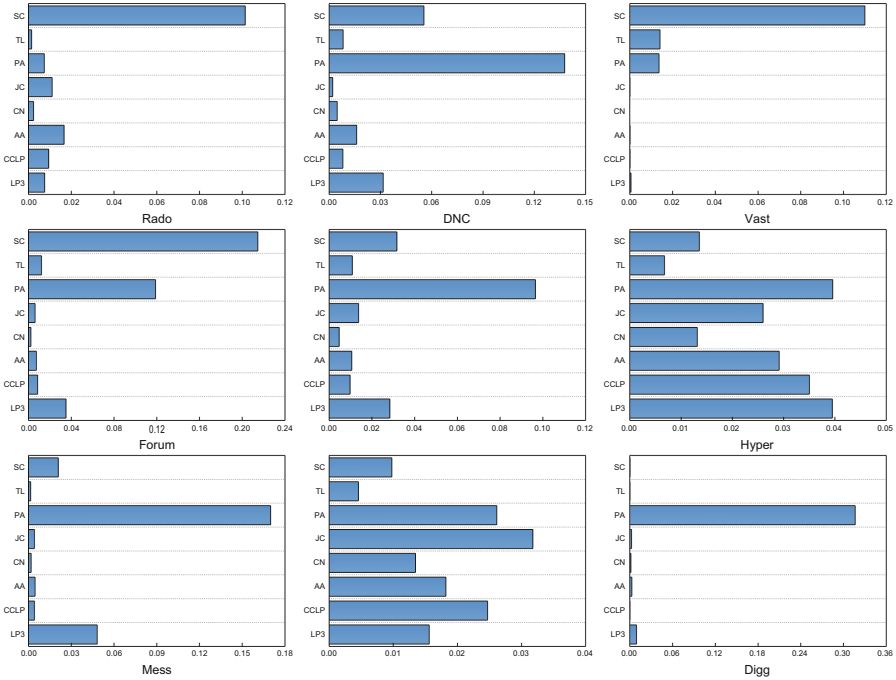 SC
TL
PA
JC
CN
AA
CCLP
LP3
0.00 0.02 0.04 0.06 0.08 0.10 0.12
Rado
SC
TL
PA
JC
CN
AA
CCLP
LP3
0.00 0.03 0.06 0.09 0.12 0.15
DNC
SC
TL
PA
JC
CN
AA
CCLP
LP3
0.00 0.02 0.04 0.06 0.08 0.10 0.12
Vast
SC
TL
PA
JC
CN
AA
CCLP
LP3
0.00 0.04 0.08 0.12 0.16 0.20 0.24
Forum
SC
TL
PA
JC
CN
AA
CCLP
LP3
0.00 0.02 0.04 0.06 0.08 0.10 0.12
SC
TL
PA
JC
CN
AA
CCLP
LP3
0.00 0.01 0.02 0.03 0.04 0.05
Hyper
SC
TL
PA
JC
CN
AA
CCLP
LP3
0.00 0.03 0.06 0.09 0.12 0.15 0.18
Mess
SC
TL
PA
JC
CN
AA
CCLP
LP3
0.00 0.01 0.02 0.03 0.04
SC
TL
PA
JC
CN
AA
CCLP
LP3
0.00 0.06 0.12 0.18 0.24 0.30 0.36
Digg